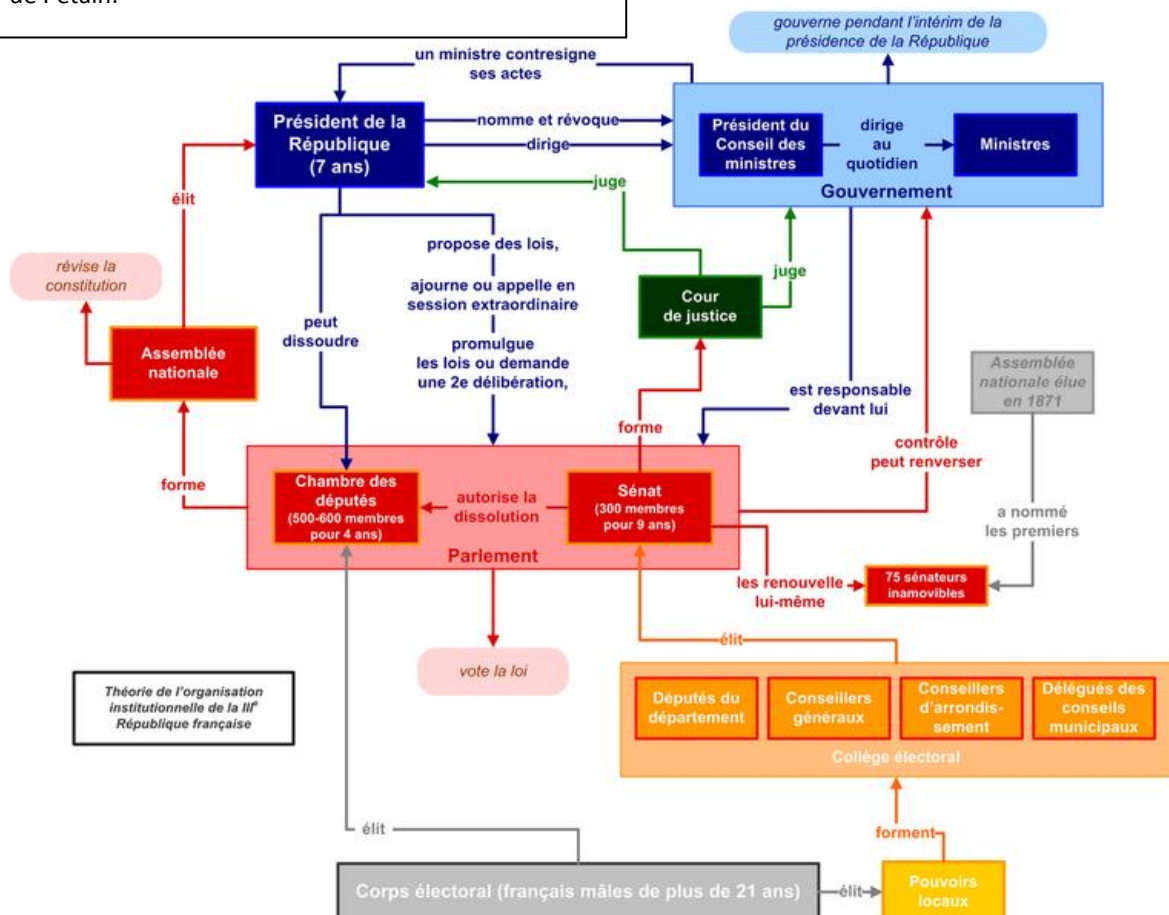 de Pétain.
gouverne pendant l'intérim de la
présidence de la République
un ministre contresigne
ses actes
Président de la
République
(7 ans)
nomme et révoque
dirige
Président du
Conseil des
ministres
dirige
au
quotidien
Ministres
Gouvernement
juge
élit
propose des lois,
ajourne ou appelle en
session extraordinaire
promulgue
les lois ou demande
une 2e délibération,
révise la
constitution
juge
Cour
de justice
peut
dissoudre
Assemblée
nationale
Assemblée
nationale élue
en 1871
est responsable
devant lui
forme
contrôle
peut renverser
forme
Chambre des
députés
(500-600 membres
pour 4 ans)
autorise la
dissolution
Sénat
(300 membres
pour 9 ans)
Parlement
a nommé
les premiers
les renouvelle
lui-même
75 sénateurs
inamovibles
élit
vote la loi
Théorie de l'organisation
institutionnelle de la IIIe
République française
Députés du
département
Conseillers
généraux
Conseillers
d'arrondis-
sement
Délégués des
conseils
municipaux
Collège électoral
élit
forment
Corps électoral (français mâles de plus de 21 ans)
élit
Pouvoirs
locaux